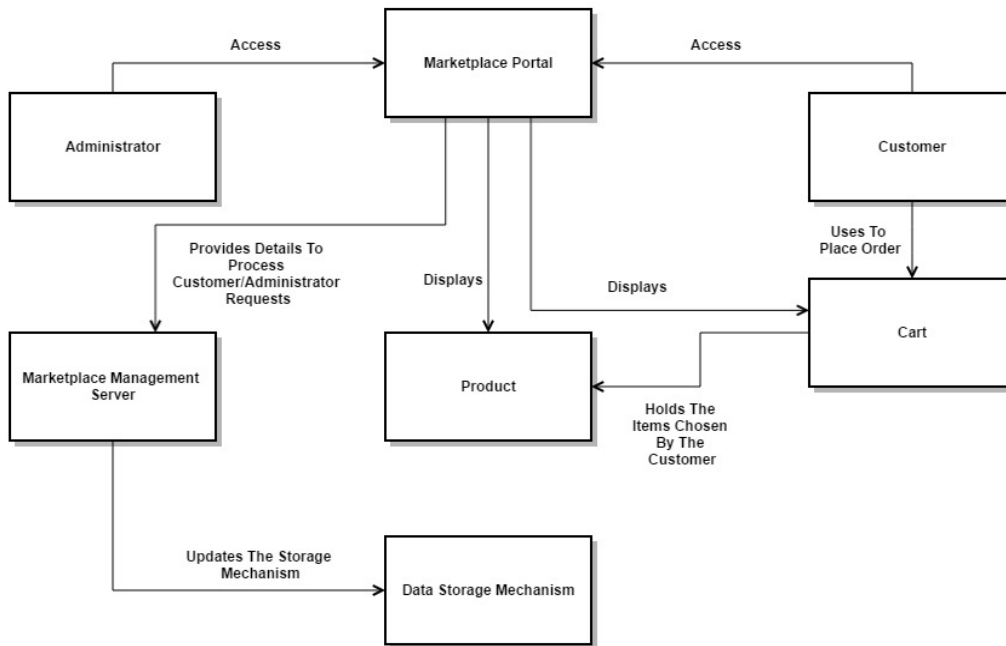 Access
Marketplace Portal
Access
Administrator
Customer
Uses To
Place Order
Provides Details To
Process
Customer/Administrator
Requests
Displays
Displays
Cart
Marketplace Management
Server
Product
Holds The
Items Chosen
By The
Customer
Updates The Storage
Mechanism
Data Storage Mechanism